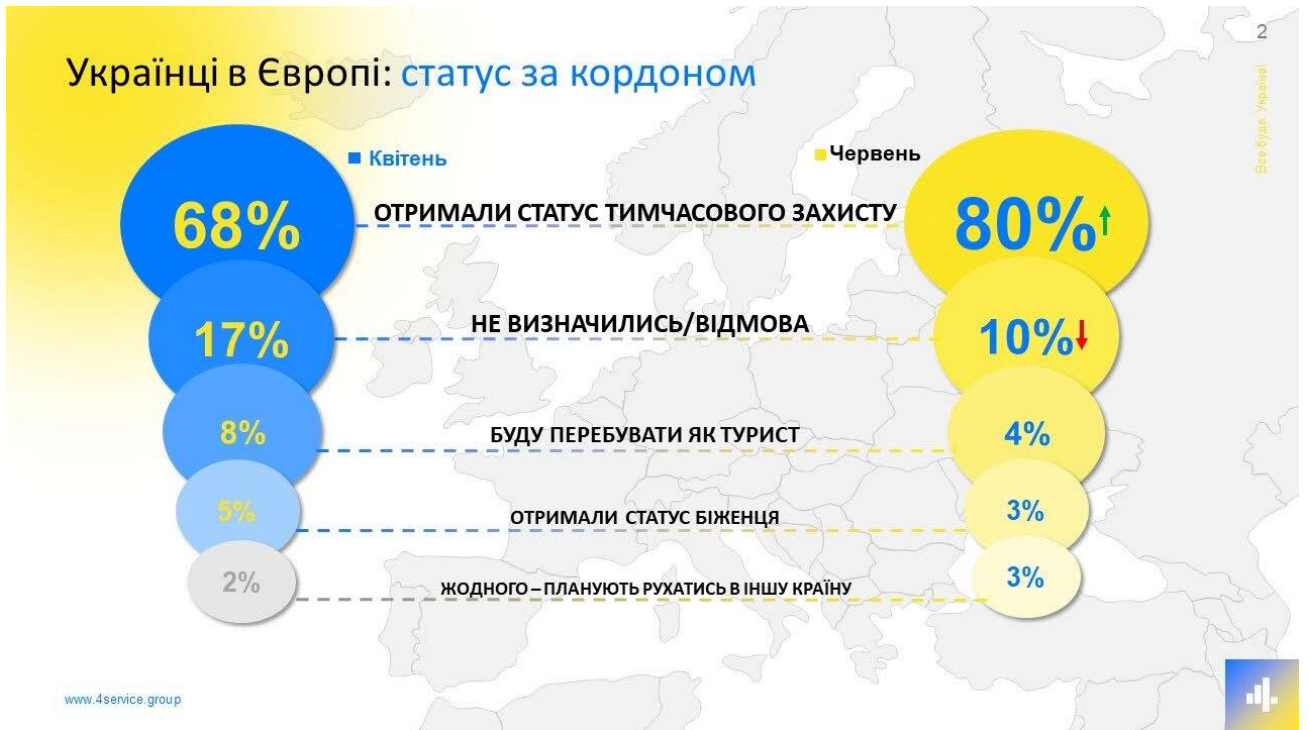 2
Українці в Європі: статус за кордоном
Все буде Україна!
Квітень
Червень
68%
ОТРИМАЛИ СТАТУС ТИМЧАСОВОГО ЗАХИСТУ
80%
17%
НЕ ВИЗНАЧИЛИСЬ/ВІДМОВА
10%
8%
БУДУ ПЕРЕБУВАТИ ЯК ТУРИСТ
4%
5%
ОТРИМАЛИ СТАТУС БІЖЕНЦЯ
3%
2%
ЖОДНОГО – ПЛАНУЮТЬ РУХАТИСЬ В ІНШУ КРАЇНУ
3%
www.4service.group